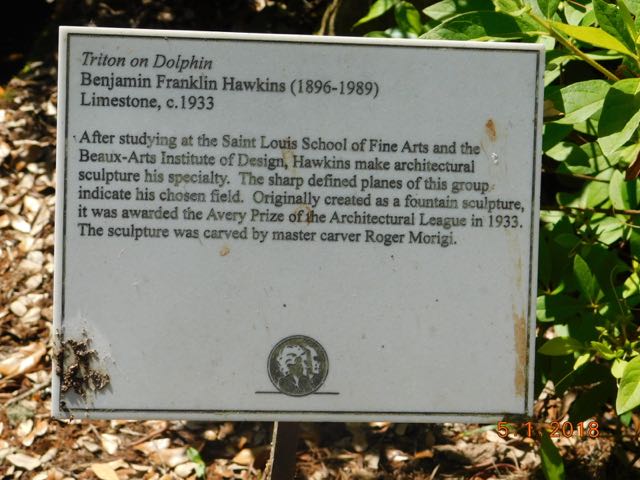 Triton on Dolphin
Benjamin Franklin Hawkins (1896-1989)
Limestone, c.1933
After studying at the Saint Louis School of Fine Arts and the
Beaux-Arts Institute of Design, Hawkins make architectural
sculpture his specialty. The sharp defined planes of this group
indicate his chosen field. Originally created as a fountain sculpture,
it was awarded the Avery Prize of the Architectural League in 1933.
The sculpture was carved by master carver Roger Morigi.
5 1 2018